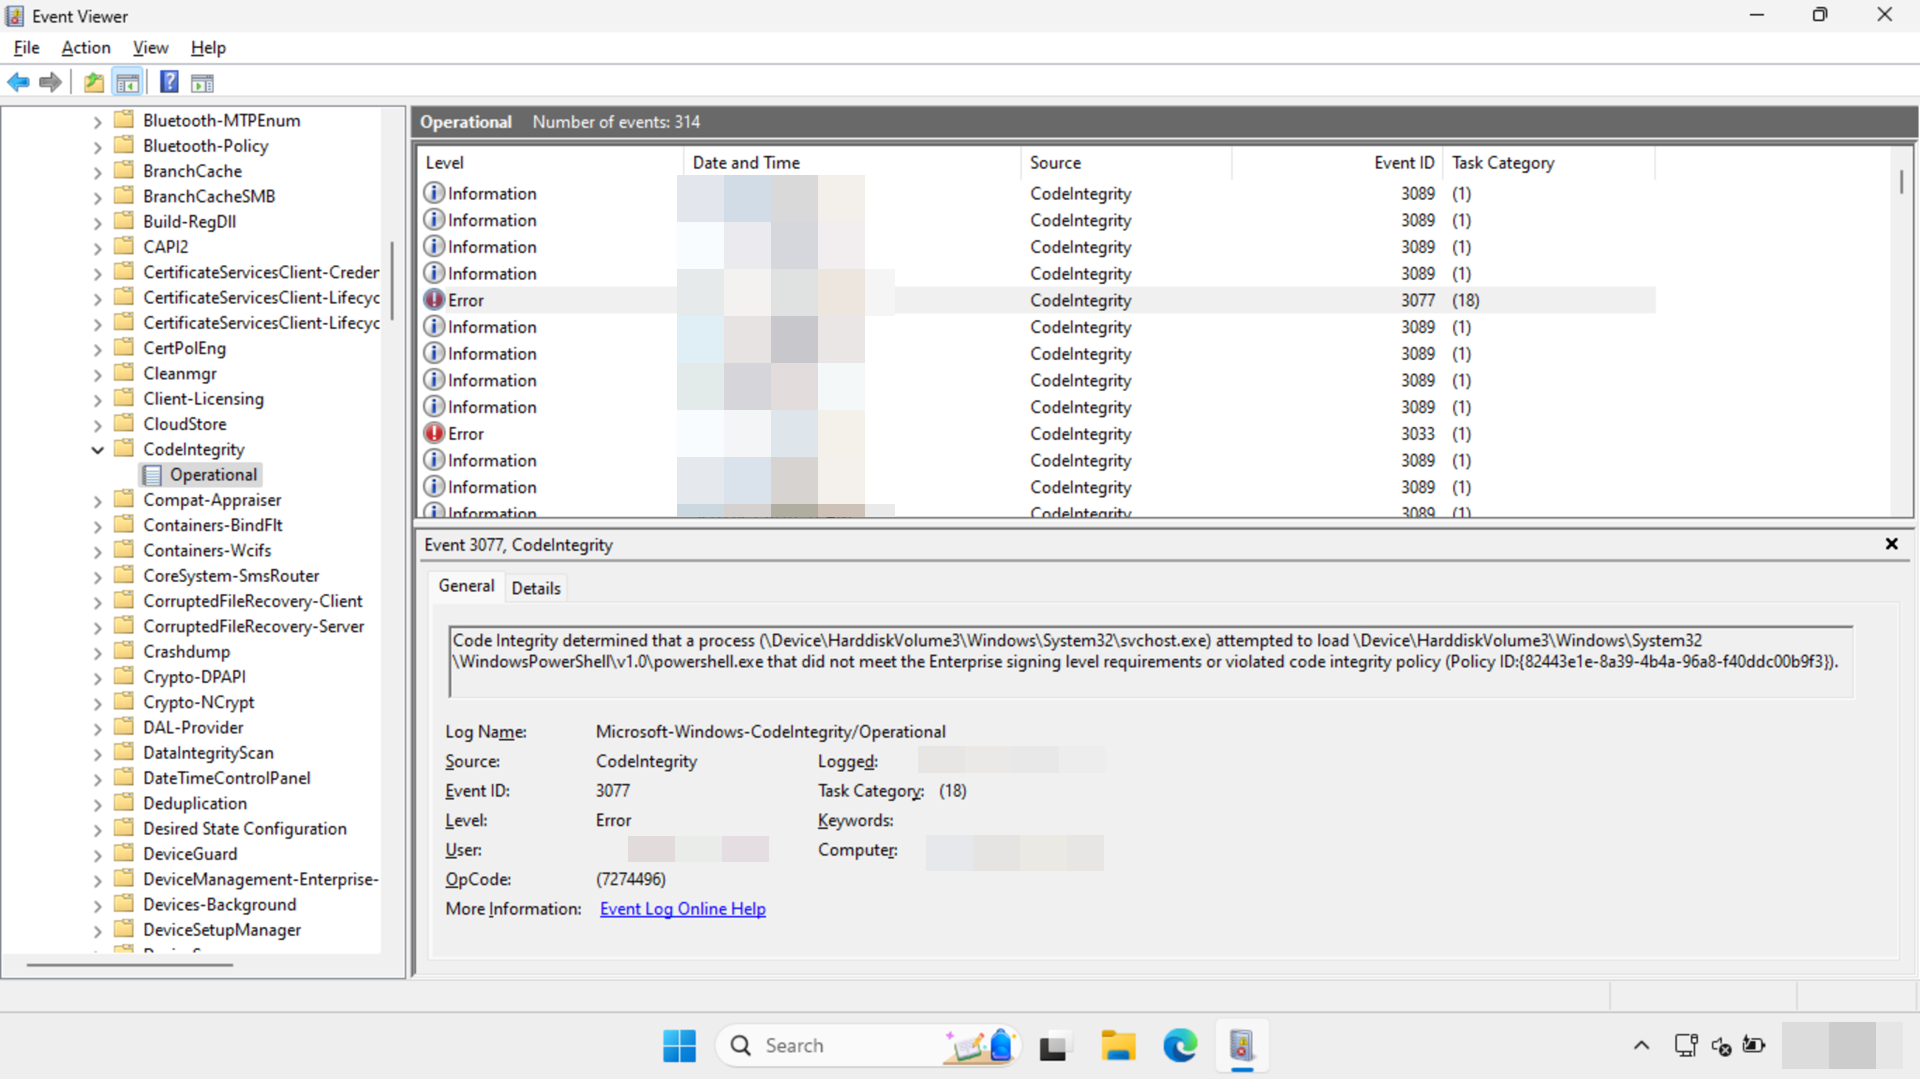 Event Viewer
File Action View Help
Bluetooth-MTPEnum
Bluetooth-Policy
BranchCache
BranchCacheSMB
Build-RegDll
CAPI2
CertificateServicesClient-Creden
CertificateServicesClient-Lifecyc
CertificateServicesClient-Lifecyc
CertPolEng
Cleanmgr
Client-Licensing
CloudStore
CodeIntegrity
Operational
Compat-Appraiser
Containers-BindFlt
Containers-Wcifs
CoreSystem-SmsRouter
CorruptedFileRecovery-Client
CorruptedFileRecovery-Server
Crashdump
Crypto-DPAPI
Crypto-NCrypt
DAL-Provider
DataIntegrityScan
DateTimeControlPanel
Deduplication
Desired State Configuration
DeviceGuard
DeviceManagement-Enterprise-
Devices-Background
DeviceSetupManager
Operational Number of events: 314
Level Date and Time Source Event ID Task Category
Information CodeIntegrity 3089 (1)
Information CodeIntegrity 3089 (1)
Information CodeIntegrity 3089 (1)
Information CodeIntegrity 3089 (1)
Error CodeIntegrity 3077 (18)
Information CodeIntegrity 3089 (1)
Information CodeIntegrity 3089 (1)
Information CodeIntegrity 3089 (1)
Information CodeIntegrity 3089 (1)
Error CodeIntegrity 3033 (1)
Information CodeIntegrity 3089 (1)
Information CodeIntegrity 3089 (1)
Information CodeIntegrity 3089 (1)
Event 3077, CodeIntegrity
General Details
Code Integrity determined that a process (\Device\HarddiskVolume3\Windows\System32\svchost.exe) attempted to load \Device\HarddiskVolume3\Windows\System32
\WindowsPowerShell\v1.0\powershell.exe that did not meet the Enterprise signing level requirements or violated code integrity policy (Policy ID:{82443e1e-8a39-4b4a-96a8-f40ddc00b9f3}).
Log Name: Microsoft-Windows-CodeIntegrity/Operational
Source: CodeIntegrity Logged:
Event ID: 3077 Task Category: (18)
Level: Error Keywords:
User: Computer:
OpCode: (7274496)
More Information: Event Log Online Help
Search